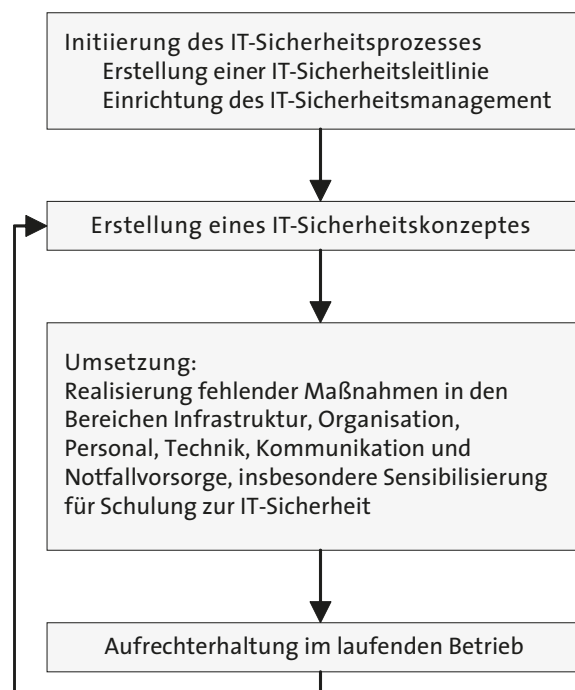 Initiierung des IT-Sicherheitsprozesses
Erstellung einer IT-Sicherheitsleitlinie
Einrichtung des IT-Sicherheitsmanagement
Erstellung eines IT-Sicherheitskonzeptes
Umsetzung:
Realisierung fehlender Maßnahmen in den
Bereichen Infrastruktur, Organisation,
Personal, Technik, Kommunikation und
Notfallvorsorge, insbesondere Sensibilisierung
für Schulung zur IT-Sicherheit
Aufrechterhaltung im laufenden Betrieb